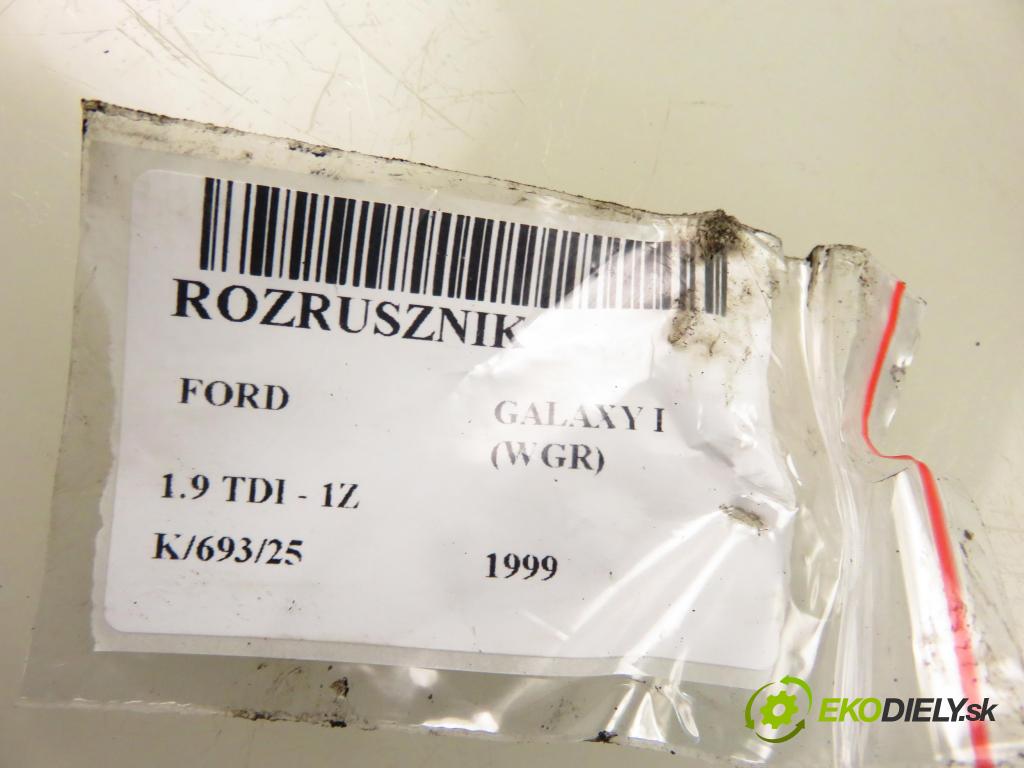 ROZRUSZNIK
FORD
GALAXY I
(WGR)
1.9 TDI - 1Z
K/693/25
1999
EKODIELY.sk